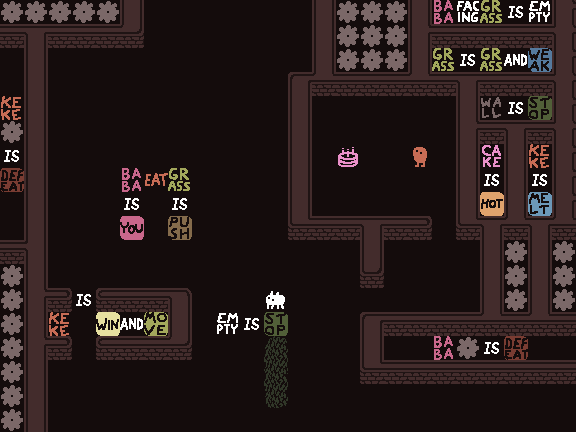 BABA FACING GRASS IS EMPTY
GRASS IS GRASS AND WEAK
WALL IS STOP
KEKE
IS
DEFEAT
CAKE
IS
HOT
KEKE
IS
MELT
BABA EAT GRASS
IS IS
YOU PUSH
IS
KEKE WIN AND MOVE
EMPTY IS STOP
BABA IS DEFEAT